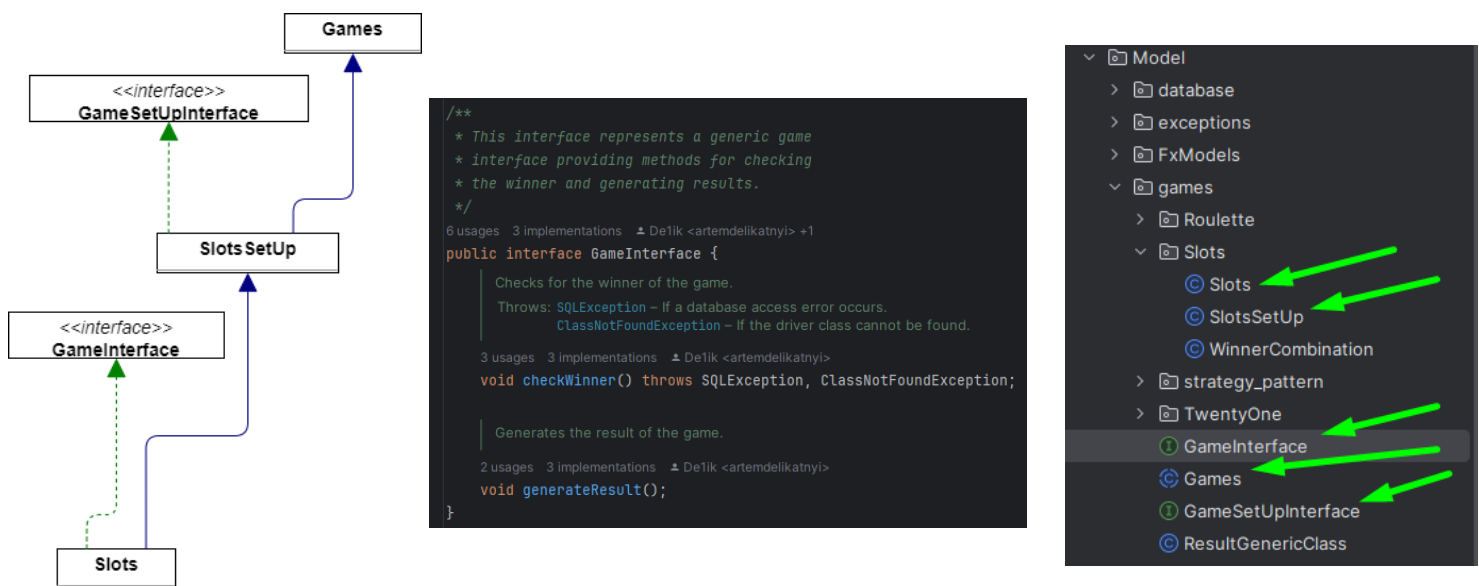 Games
<<interface>>
GameSetUpInterface
SlotsSetUp
<<interface>>
GameInterface
Slots
/**
* This interface represents a generic game
* interface providing methods for checking
* the winner and generating results.
*/
6 usages 3 implementations De1ik <artemdelikatnyi> +1
public interface GameInterface {
Checks for the winner of the game.
Throws: SQLException – If a database access error occurs.
ClassNotFoundException – If the driver class cannot be found.
3 usages 3 implementations De1ik <artemdelikatnyi>
void checkWinner() throws SQLException, ClassNotFoundException;
Generates the result of the game.
2 usages 3 implementations De1ik <artemdelikatnyi>
void generateResult();
}
Model
database
exceptions
FxModels
games
Roulette
Slots
Slots
SlotsSetUp
WinnerCombination
strategy_pattern
TwentyOne
GameInterface
Games
GameSetUpInterface
ResultGenericClass